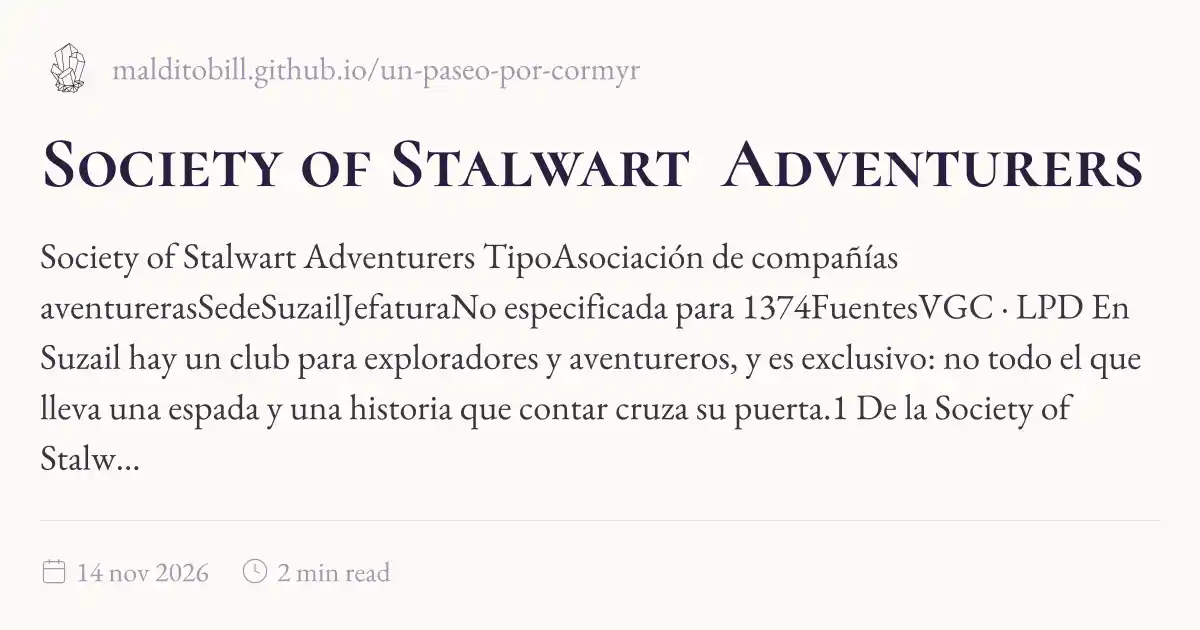 malditobill.github.io/un-paseo-por-cormyr
Society of Stalwart Adventurers
Society of Stalwart Adventurers TipoAsociación de compañías
aventurerasSedeSuzailJefaturaNo especificada para 1374FuentesVGC · LPD En
Suzail hay un club para exploradores y aventureros, y es exclusivo: no todo el que
lleva una espada y una historia que contar cruza su puerta.1 De la Society of
Stalw...
14 nov 2026 2 min read